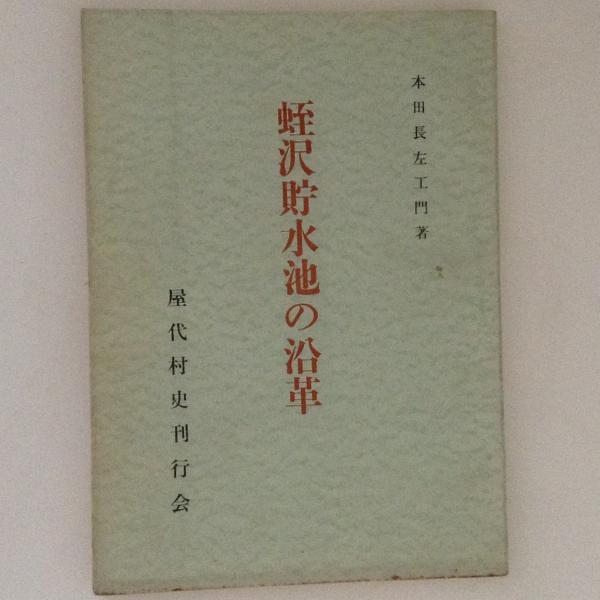 本田長左工門著
蛭沢貯水池の沿革
屋代村史刊行会